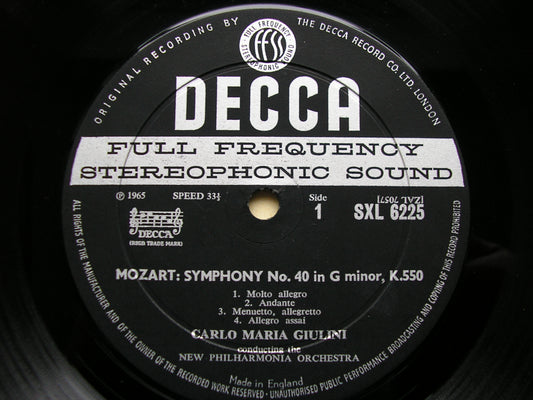 ORIGINAL RECORDING BY
THE DECCA RECORD CO. LTD. LONDON
FULL FREQUENCY
ffss
STEREOPHONIC SOUND
DECCA
FULL FREQUENCY
STEREOPHONIC SOUND
℗ 1965 SPEED 33⅓ Side 1
[ZAL 7057]
SXL 6225
DECCA
(REGD. TRADE MARK)
MOZART: SYMPHONY No. 40 in G minor, K.550
1. Molto allegro
2. Andante
3. Menuetto, allegretto
4. Allegro assai
CARLO MARIA GIULINI
conducting the
NEW PHILHARMONIA ORCHESTRA
Made in England
ALL RIGHTS OF THE MANUFACTURER AND OF THE OWNER OF THE RECORDED WORK RESERVED - UNAUTHORISED PUBLIC PERFORMANCE BROADCASTING AND COPYING OF THIS RECORD PROHIBITED